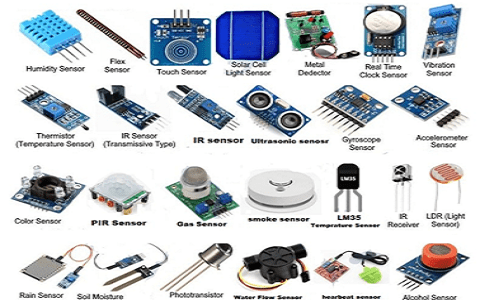 Humidity Sensor
Flex
Sensor
Touch Sensor
Solar Cell
Light Sensor
Metal
Dedector
Real Time
Clock Sensor
Vibration
Sensor
Thermistor
(Temperature Sensor)
IR Sensor
(Transmissive Type)
IR sensor
Ultrasonic sensosr
Gyroscope
Sensor
Accelerometer
Sensor
Color Sensor
PIR Sensor
Gas Sensor
smoke sensor
LM35
LM35
Temprature Sensor
IR
Receiver
LDR (Light
Sensor)
Rain Sensor
Soil Moisture
Phototransistor
Water Flow Sensor
hearbeat sensor
Alcohol Sensor